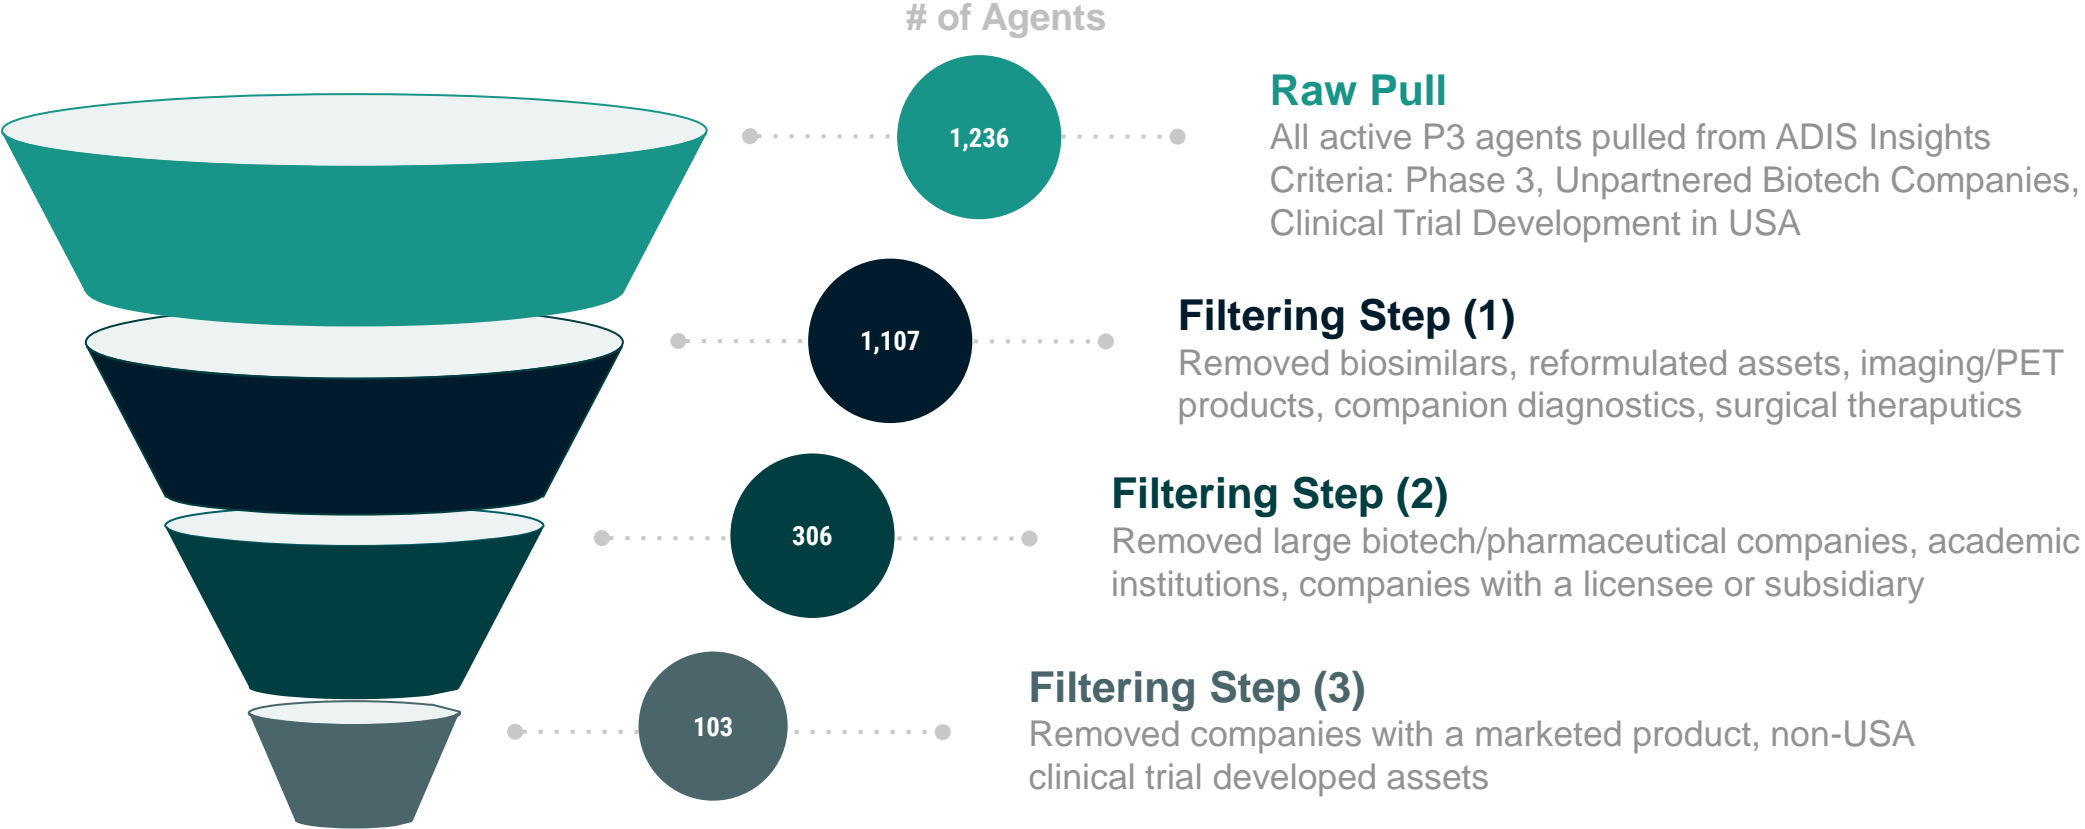 # of Agents
1,236
Raw Pull
All active P3 agents pulled from ADIS Insights
Criteria: Phase 3, Unpartnered Biotech Companies,
Clinical Trial Development in USA
1,107
Filtering Step (1)
Removed biosimilars, reformulated assets, imaging/PET
products, companion diagnostics, surgical theraputics
306
Filtering Step (2)
Removed large biotech/pharmaceutical companies, academic
institutions, companies with a licensee or subsidiary
103
Filtering Step (3)
Removed companies with a marketed product, non-USA
clinical trial developed assets